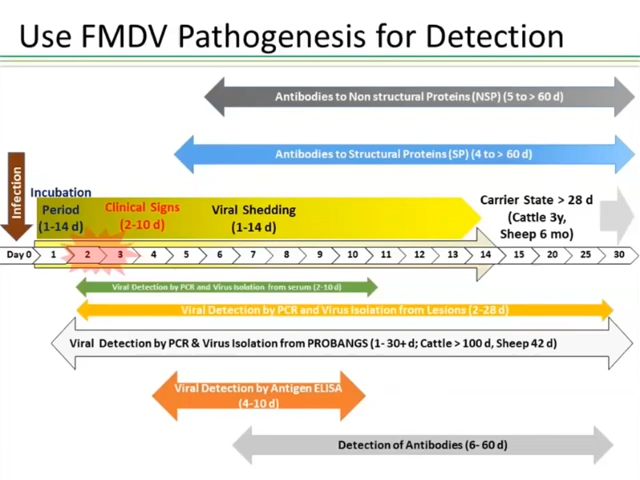 Use FMDV Pathogenesis for Detection
Antibodies to Non structural Proteins (NSP) (5 to > 60 d)
Antibodies to Structural Proteins (SP) (4 to > 60 d)
Infection
Incubation
Period
(1-14 d)
Clinical Signs
(2-10 d)
Viral Shedding
(1-14 d)
Carrier State > 28 d
(Cattle 3y,
Sheep 6 mo)
Day 0 1 2 3 4 5 6 7 8 9 10 11 12 13 14 15 20 25 30
Viral Detection by PCR and Virus Isolation from serum (2-10 d)
Viral Detection by PCR and Virus Isolation from Lesions (2-28 d)
Viral Detection by PCR & Virus Isolation from PROBANGS (1- 30+ d; Cattle > 100 d, Sheep 42 d)
Viral Detection by Antigen ELISA
(4-10 d)
Detection of Antibodies (6- 60 d)